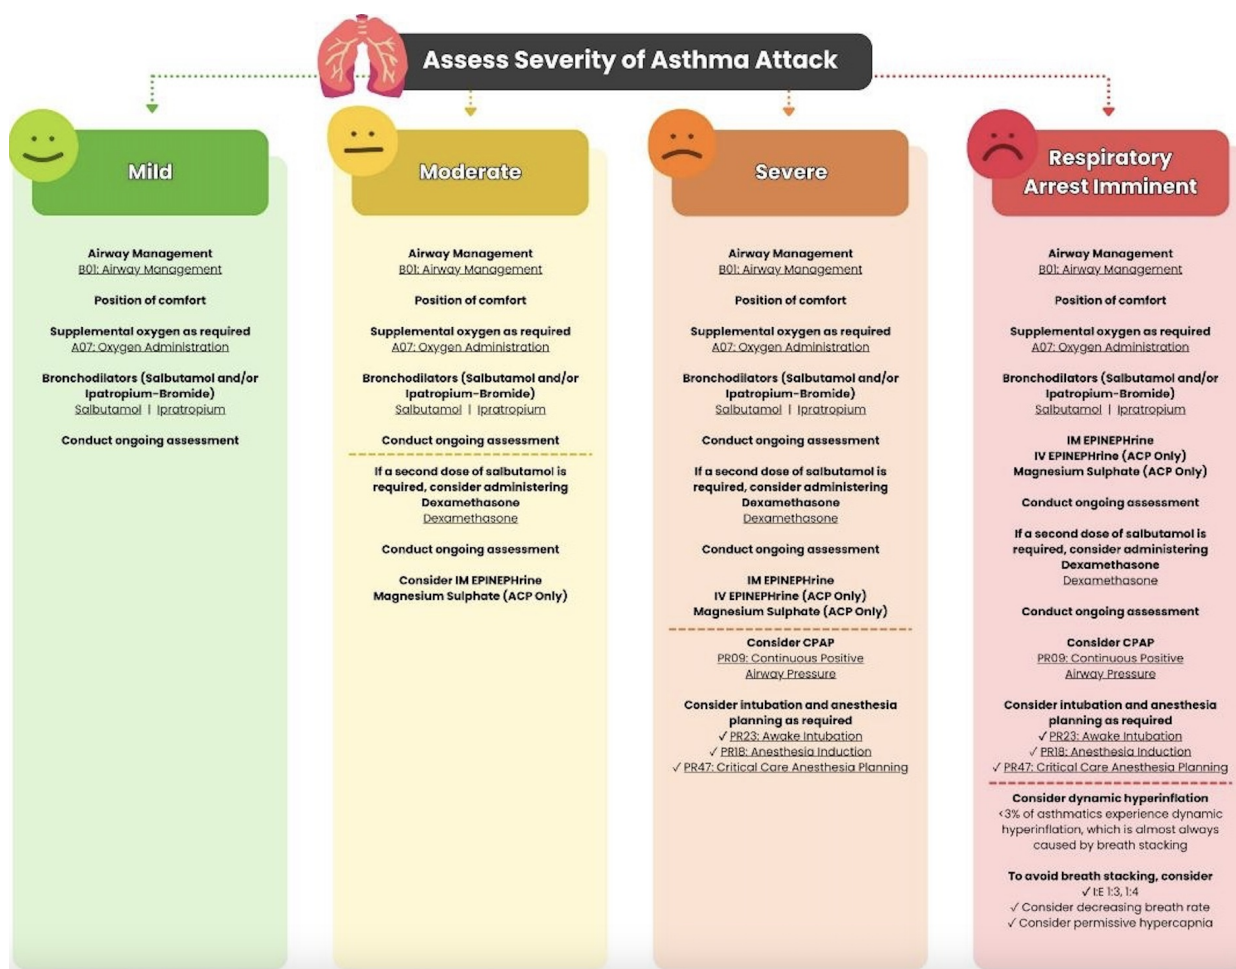 Assess Severity of Asthma Attack
Mild
Airway Management
B01: Airway Management
Position of comfort
Supplemental oxygen as required
A07: Oxygen Administration
Bronchodilators (Salbutamol and/or
Ipatropium-Bromide)
Salbutamol | Ipratropium
Conduct ongoing assessment
Moderate
Airway Management
B01: Airway Management
Position of comfort
Supplemental oxygen as required
A07: Oxygen Administration
Bronchodilators (Salbutamol and/or
Ipatropium-Bromide)
Salbutamol | Ipratropium
Conduct ongoing assessment
If a second dose of salbutamol is
required, consider administering
Dexamethasone
Dexamethasone
Conduct ongoing assessment
Consider IM EPINEPHrine
Magnesium Sulphate (ACP Only)
Severe
Airway Management
B01: Airway Management
Position of comfort
Supplemental oxygen as required
A07: Oxygen Administration
Bronchodilators (Salbutamol and/or
Ipatropium-Bromide)
Salbutamol | Ipratropium
Conduct ongoing assessment
If a second dose of salbutamol is
required, consider administering
Dexamethasone
Dexamethasone
Conduct ongoing assessment
IM EPINEPHrine
IV EPINEPHrine (ACP Only)
Magnesium Sulphate (ACP Only)
Consider CPAP
PR09: Continuous Positive
Airway Pressure
Consider intubation and anesthesia
planning as required
✓ PR23: Awake Intubation
✓ PR18: Anesthesia Induction
✓ PR47: Critical Care Anesthesia Planning
Respiratory
Arrest Imminent
Airway Management
B01: Airway Management
Position of comfort
Supplemental oxygen as required
A07: Oxygen Administration
Bronchodilators (Salbutamol and/or
Ipatropium-Bromide)
Salbutamol | Ipratropium
IM EPINEPHrine
IV EPINEPHrine (ACP Only)
Magnesium Sulphate (ACP Only)
Conduct ongoing assessment
If a second dose of salbutamol is
required, consider administering
Dexamethasone
Dexamethasone
Conduct ongoing assessment
Consider CPAP
PR09: Continuous Positive
Airway Pressure
Consider intubation and anesthesia
planning as required
✓ PR23: Awake Intubation
✓ PR18: Anesthesia Induction
✓ PR47: Critical Care Anesthesia Planning
Consider dynamic hyperinflation
<3% of asthmatics experience dynamic
hyperinflation, which is almost always
caused by breath stacking
To avoid breath stacking, consider
✓ I:E 1:3, 1:4
✓ Consider decreasing breath rate
✓ Consider permissive hypercapnia